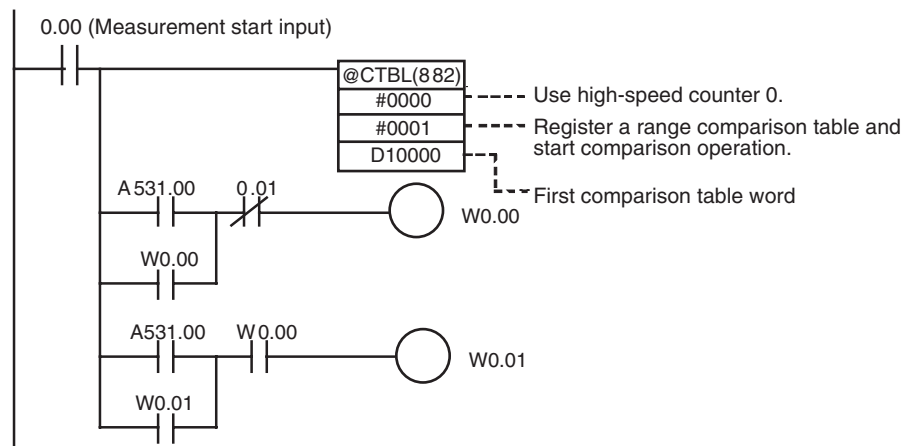 0.00 (Measurement start input)
@CTBL(882)
#0000
Use high-speed counter 0.
#0001
Register a range comparison table and
start comparison operation.
D10000
First comparison table word
A531.00
0.01
W0.00
W0.00
A531.00
W0.00
W0.01
W0.01